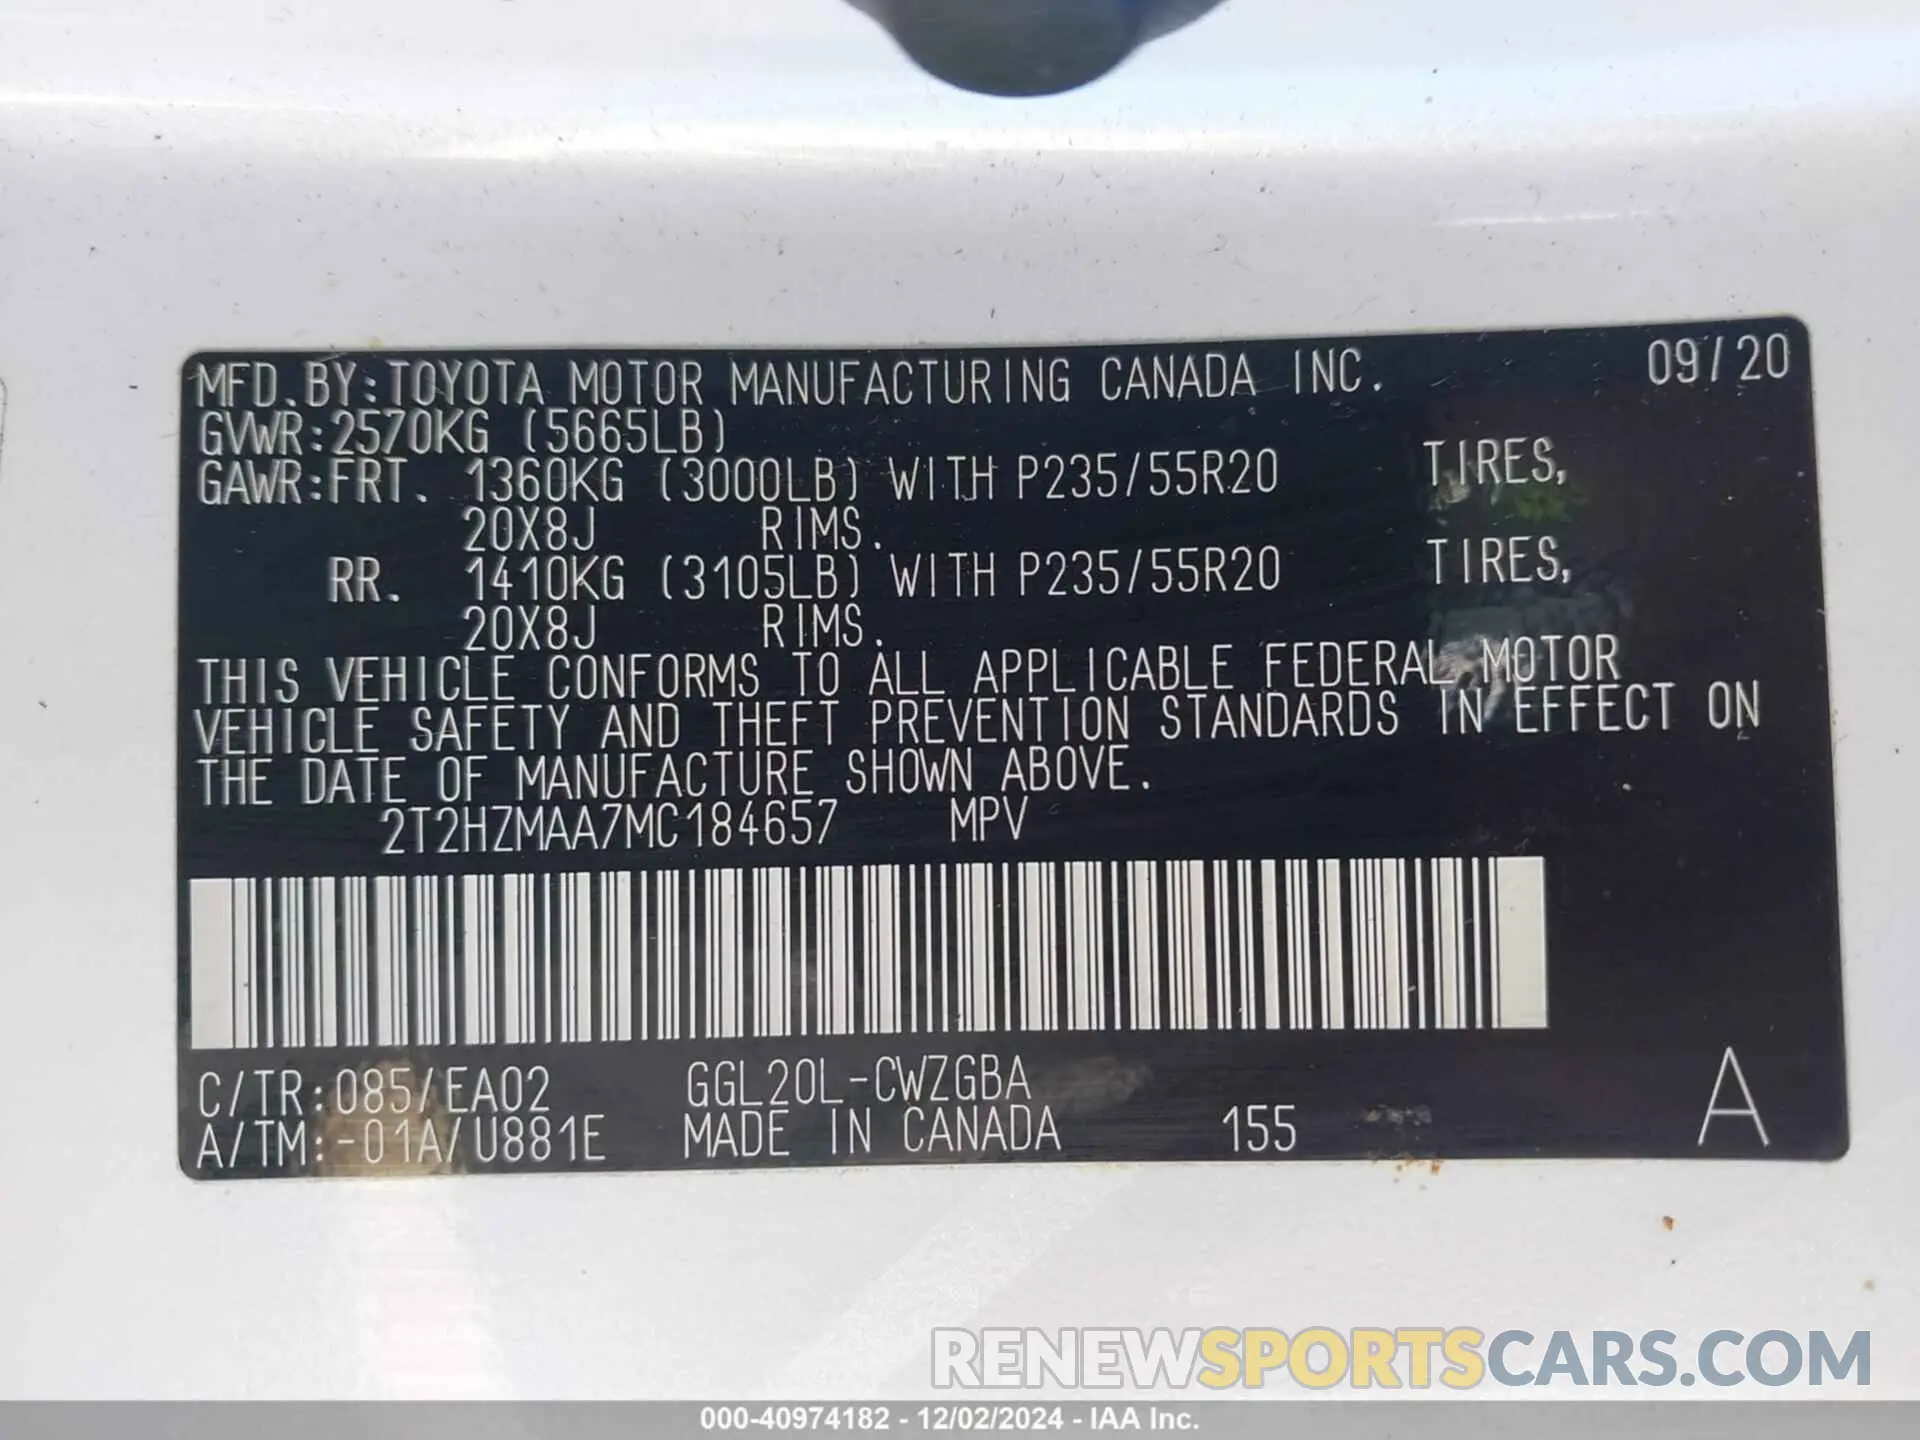 MFD.BY:TOYOTA MOTOR MANUFACTURING CANADA INC. 09/20
GVWR:2570KG (5665LB)
GAWR:FRT. 1360KG (3000LB) WITH P235/55R20 TIRES,
20X8J RIMS.
RR. 1410KG (3105LB) WITH P235/55R20 TIRES,
20X8J RIMS.
THIS VEHICLE CONFORMS TO ALL APPLICABLE FEDERAL MOTOR
VEHICLE SAFETY AND THEFT PREVENTION STANDARDS IN EFFECT ON
THE DATE OF MANUFACTURE SHOWN ABOVE.
2T2HZMAA7MC184657 MPV
C/TR:085/EA02 GGL20L-CWZGBA
A/TM:-01A/U881E MADE IN CANADA 155 A
RENEWSPORTSCARS.COM
000-40974182 - 12/02/2024 - IAA Inc.